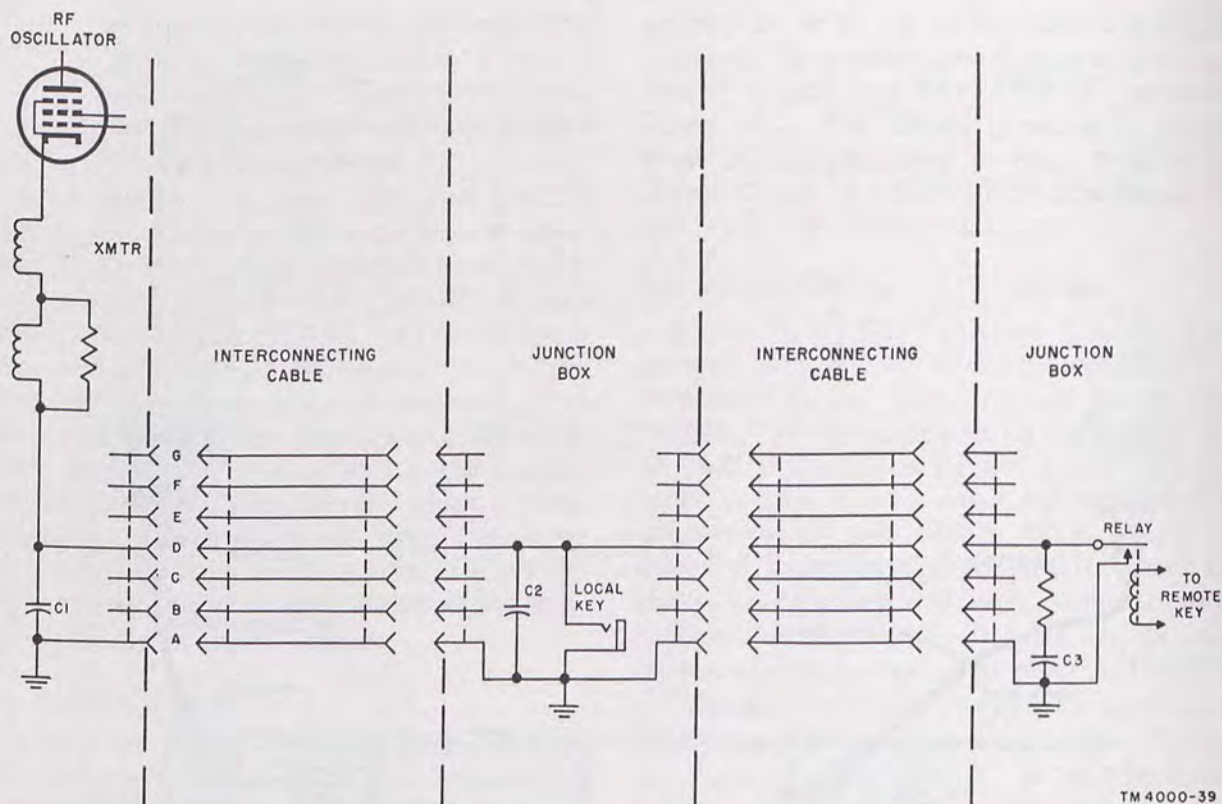 RF
OSCILLATOR
XMTR
INTERCONNECTING
CABLE
JUNCTION
BOX
INTERCONNECTING
CABLE
JUNCTION
BOX
G
F
E
D
C
B
A
C1
C2
LOCAL
KEY
RELAY
TO
REMOTE
KEY
C3
TM 4000-39